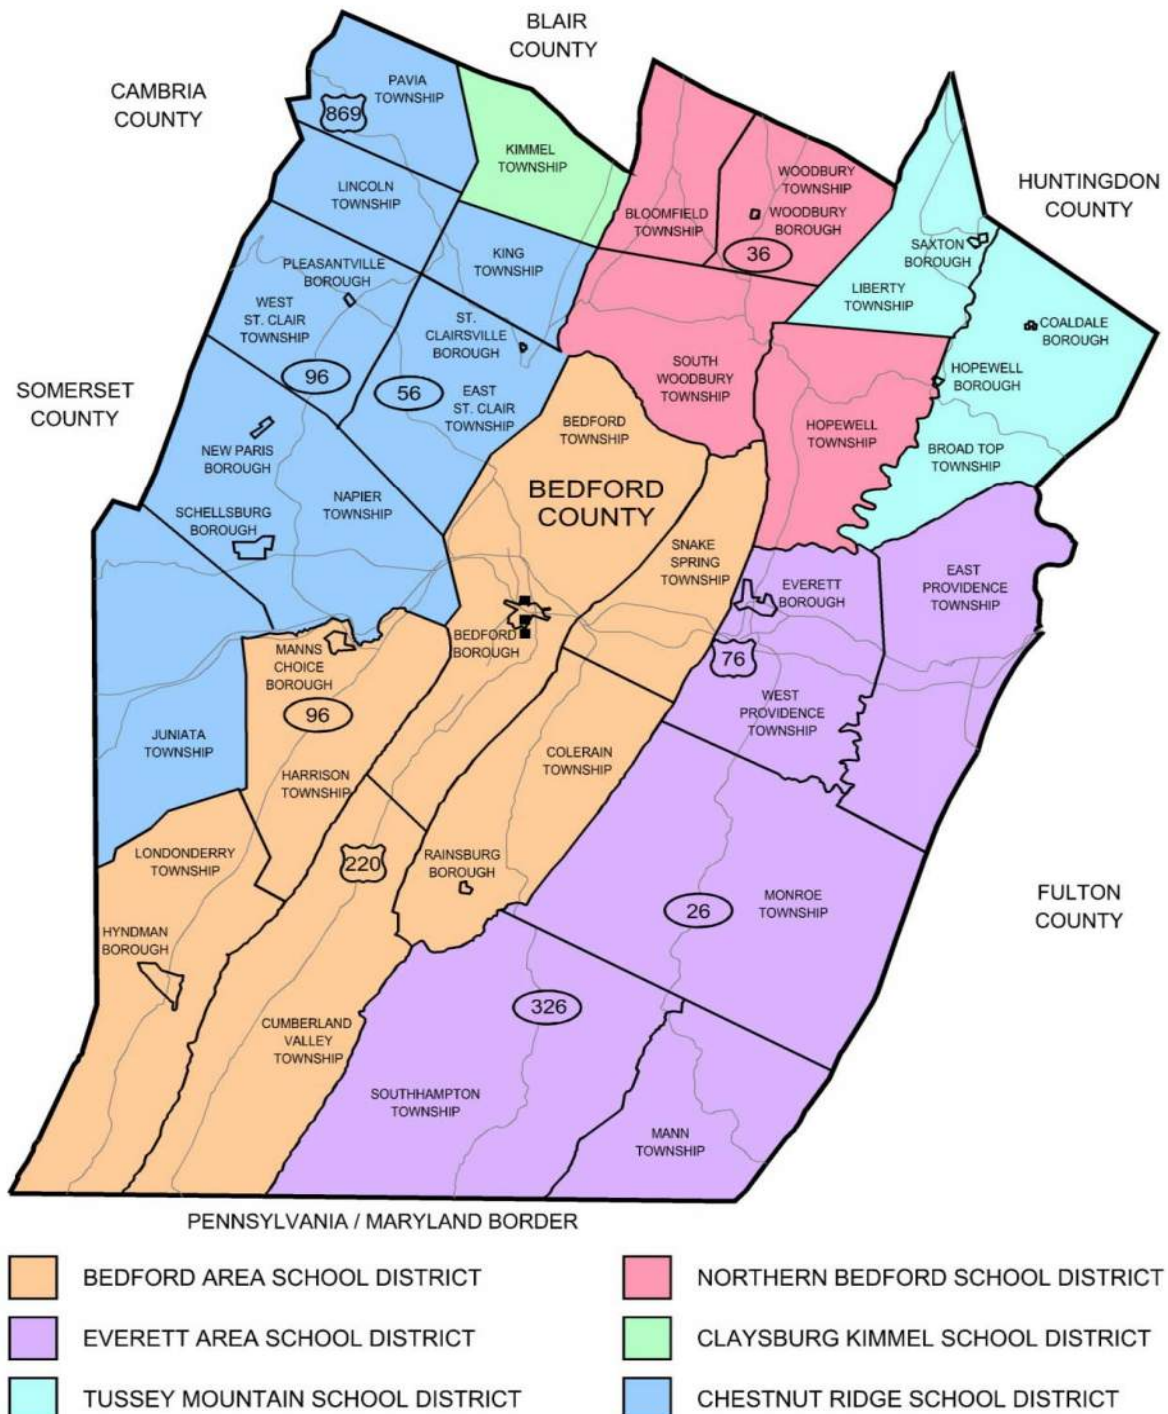 BLAIR
COUNTY
CAMBRIA
COUNTY
PAVIA
TOWNSHIP
869
KIMMEL
TOWNSHIP
LINCOLN
TOWNSHIP
WOODBURY
TOWNSHIP
WOODBURY
BOROUGH
BLOOMFIELD
TOWNSHIP
36
HUNTINGDON
COUNTY
SAXTON
BOROUGH
KING
TOWNSHIP
PLEASANTVILLE
BOROUGH
LIBERTY
TOWNSHIP
WEST
ST. CLAIR
TOWNSHIP
ST.
CLAIRSVILLE
BOROUGH
COALDALE
BOROUGH
96
56
SOUTH
WOODBURY
TOWNSHIP
HOPEWELL
BOROUGH
SOMERSET
COUNTY
EAST
ST. CLAIR
TOWNSHIP
BEDFORD
TOWNSHIP
HOPEWELL
TOWNSHIP
BROAD TOP
TOWNSHIP
NEW PARIS
BOROUGH
NAPIER
TOWNSHIP
BEDFORD
COUNTY
SCHELLSBURG
BOROUGH
SNAKE
SPRING
TOWNSHIP
EVERETT
BOROUGH
EAST
PROVIDENCE
TOWNSHIP
BEDFORD
BOROUGH
MANNS
CHOICE
BOROUGH
76
96
WEST
PROVIDENCE
TOWNSHIP
JUNIATA
TOWNSHIP
COLERAIN
TOWNSHIP
HARRISON
TOWNSHIP
LONDONDERRY
TOWNSHIP
220
RAINSBURG
BOROUGH
MONROE
TOWNSHIP
26
FULTON
COUNTY
HYNDMAN
BOROUGH
326
CUMBERLAND
VALLEY
TOWNSHIP
SOUTHHAMPTON
TOWNSHIP
MANN
TOWNSHIP
PENNSYLVANIA / MARYLAND BORDER
BEDFORD AREA SCHOOL DISTRICT
NORTHERN BEDFORD SCHOOL DISTRICT
EVERETT AREA SCHOOL DISTRICT
CLAYSBURG KIMMEL SCHOOL DISTRICT
TUSSEY MOUNTAIN SCHOOL DISTRICT
CHESTNUT RIDGE SCHOOL DISTRICT